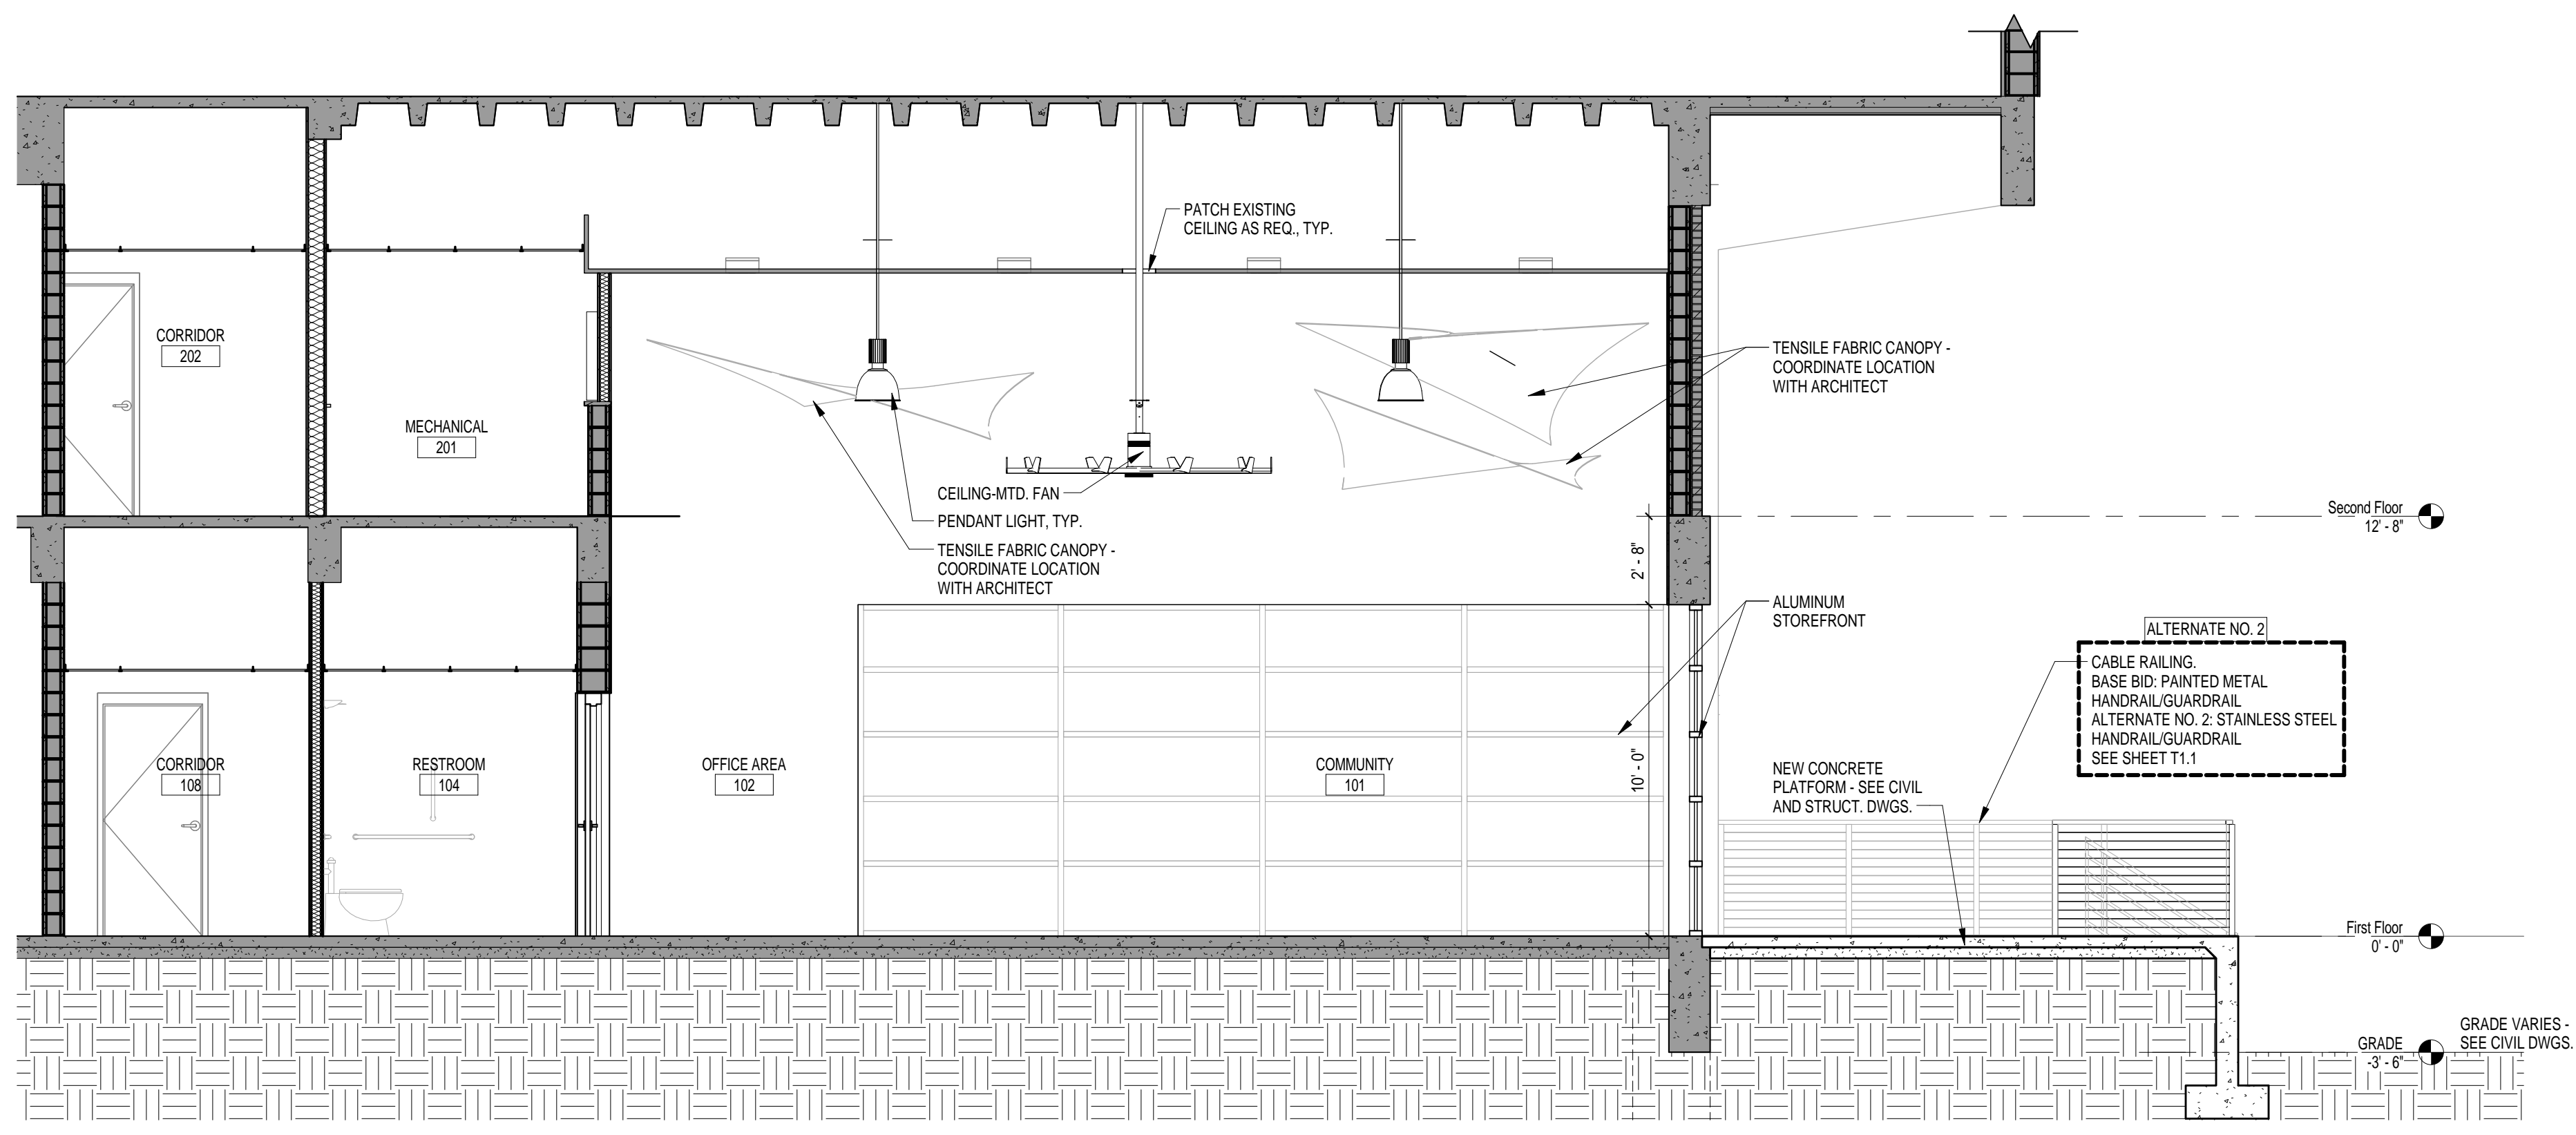 PATCH EXISTING
CEILING AS REQ., TYP.
CORRIDOR
202
MECHANICAL
201
TENSILE FABRIC CANOPY -
COORDINATE LOCATION
WITH ARCHITECT
CEILING-MTD. FAN
PENDANT LIGHT, TYP.
TENSILE FABRIC CANOPY -
COORDINATE LOCATION
WITH ARCHITECT
Second Floor
12' - 8"
2' - 8"
ALUMINUM
STOREFRONT
ALTERNATE NO. 2
CABLE RAILING.
BASE BID: PAINTED METAL
HANDRAIL/GUARDRAIL
ALTERNATE NO. 2: STAINLESS STEEL
HANDRAIL/GUARDRAIL
SEE SHEET T1.1
CORRIDOR
108
RESTROOM
104
OFFICE AREA
102
COMMUNITY
101
10' - 0"
NEW CONCRETE
PLATFORM - SEE CIVIL
AND STRUCT. DWGS.
First Floor
0' - 0"
GRADE
-3' - 6"
GRADE VARIES -
SEE CIVIL DWGS.